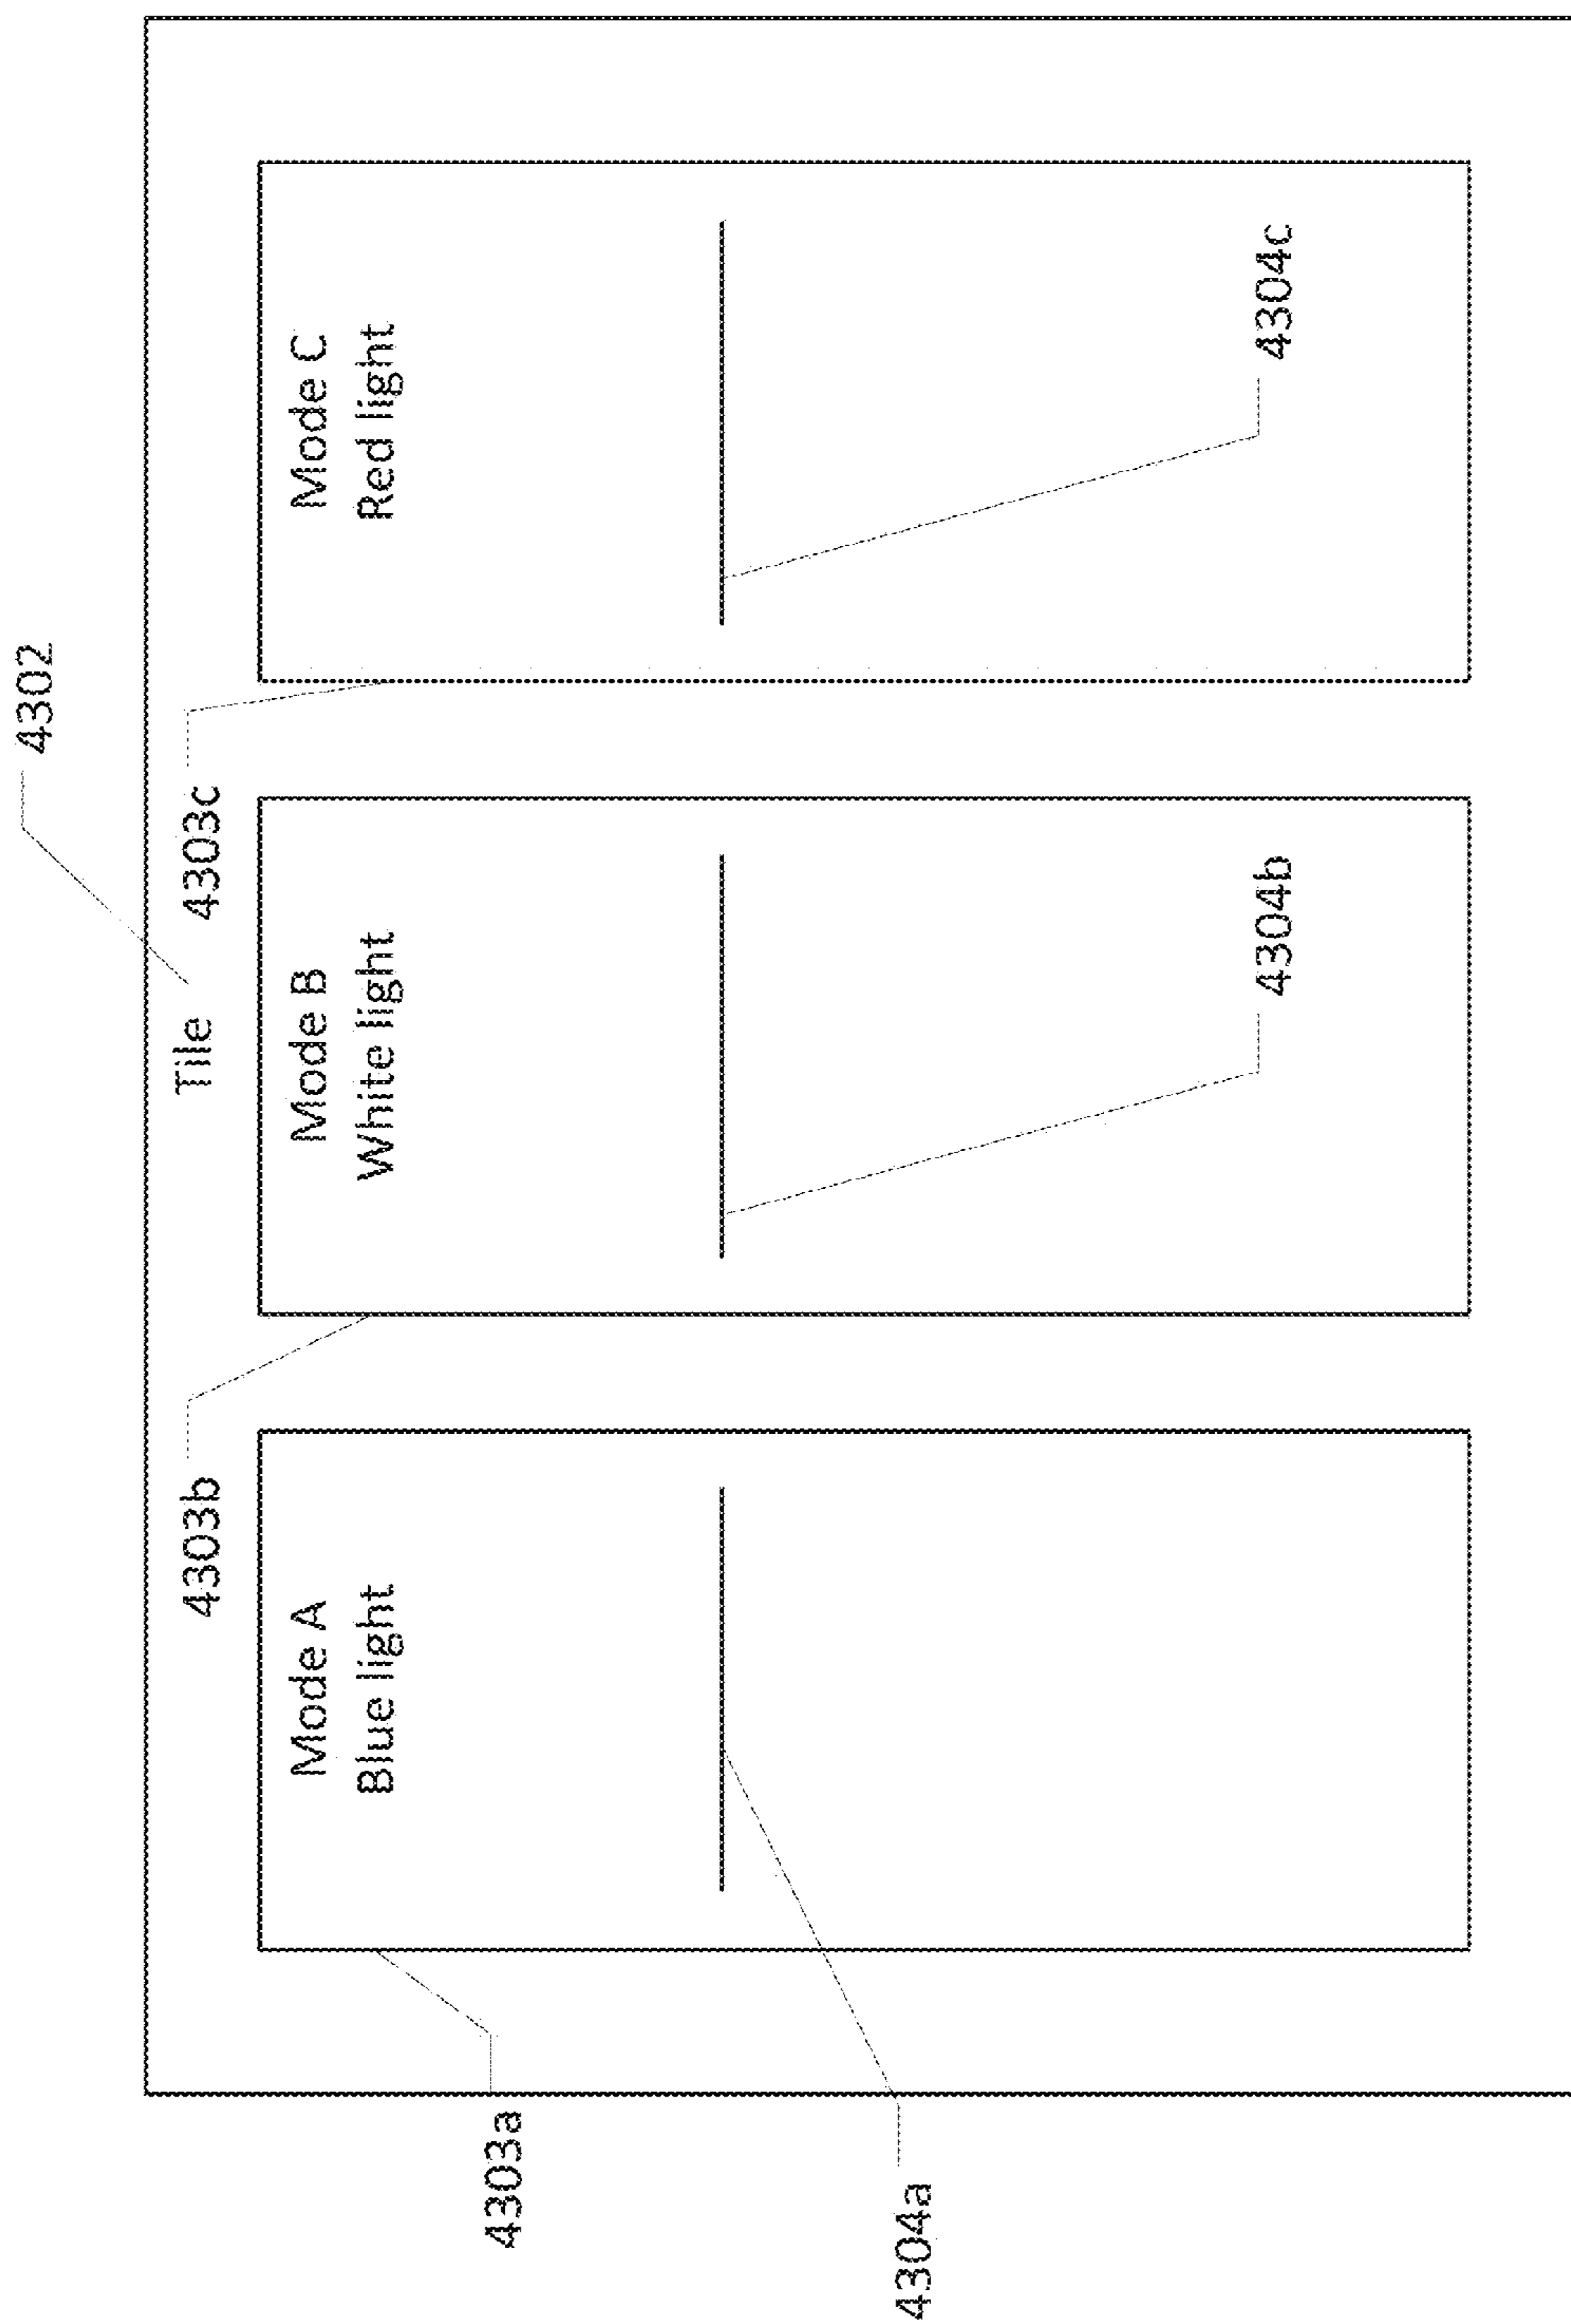 4302
Tile
4303c
4303b
Mode A
Blue light
Mode B
White light
Mode C
Red light
4303a
4304a
4304b
4304c